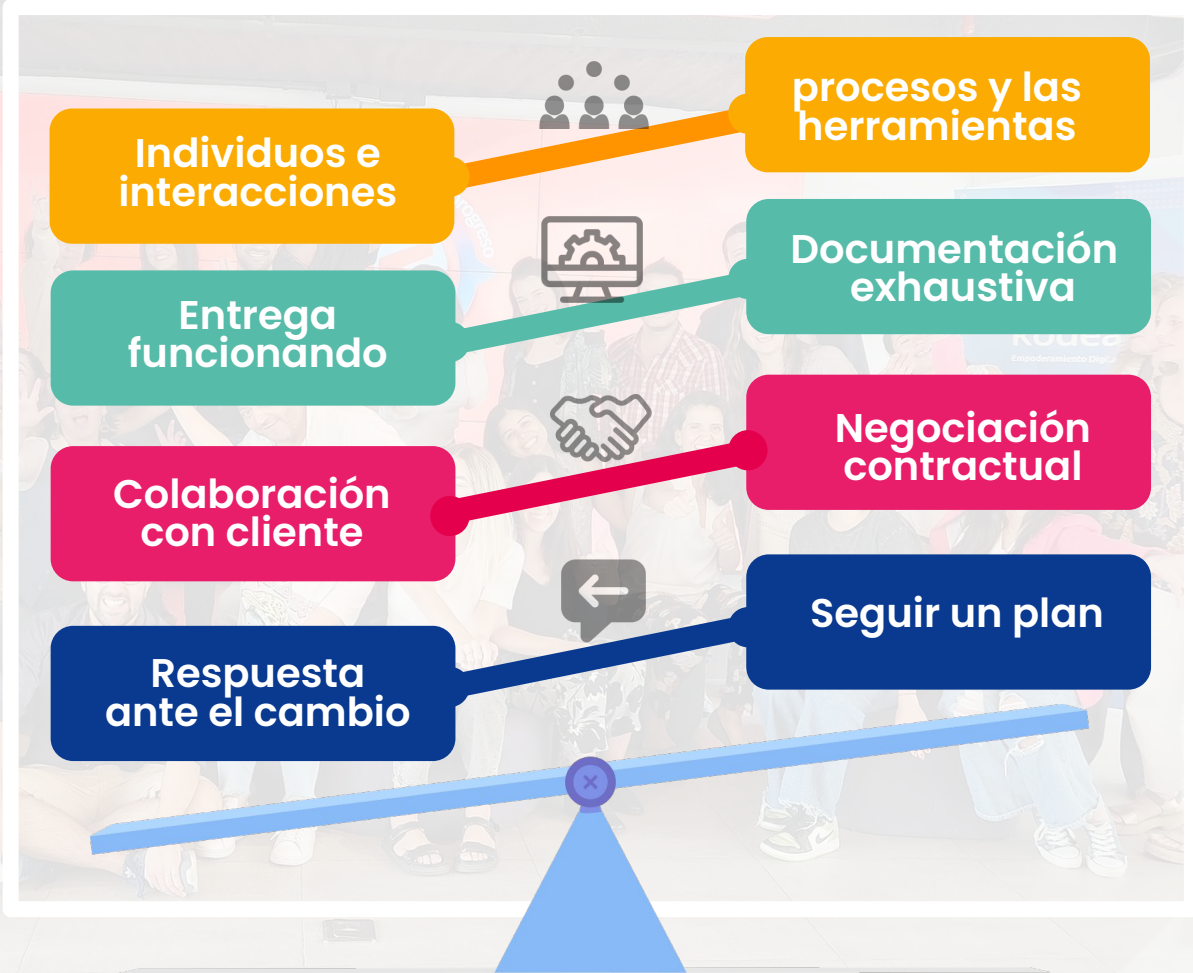 Individuos e
interacciones
procesos y las
herramientas
Entrega
funcionando
Documentación
exhaustiva
Colaboración
con cliente
Negociación
contractual
Respuesta
ante el cambio
Seguir un plan
Empoderamiento